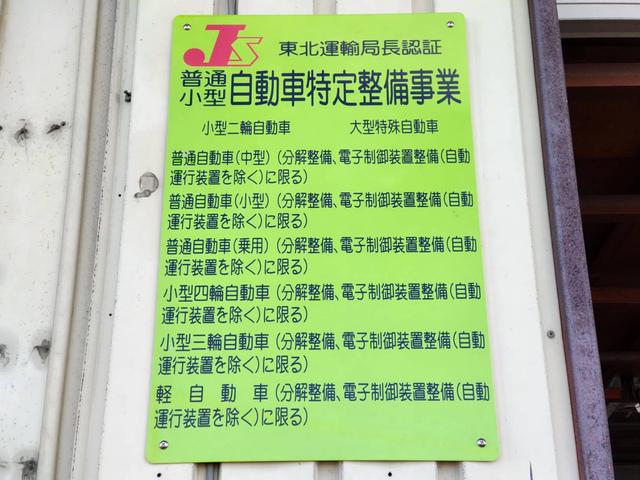 JS 東北運輸局長認証
普通
小型 自動車特定整備事業
小型二輪自動車 大型特殊自動車
普通自動車(中型)(分解整備、電子制御装置整備(自動
運行装置を除く)に限る)
普通自動車(小型)(分解整備、電子制御装置整備(自動
運行装置を除く)に限る)
普通自動車(乗用)(分解整備、電子制御装置整備(自動
運行装置を除く)に限る)
小型四輪自動車(分解整備、電子制御装置整備(自動
運行装置を除く)に限る)
小型三輪自動車(分解整備、電子制御装置整備(自動
運行装置を除く)に限る)
軽自動車(分解整備、電子制御装置整備(自動
運行装置を除く)に限る)